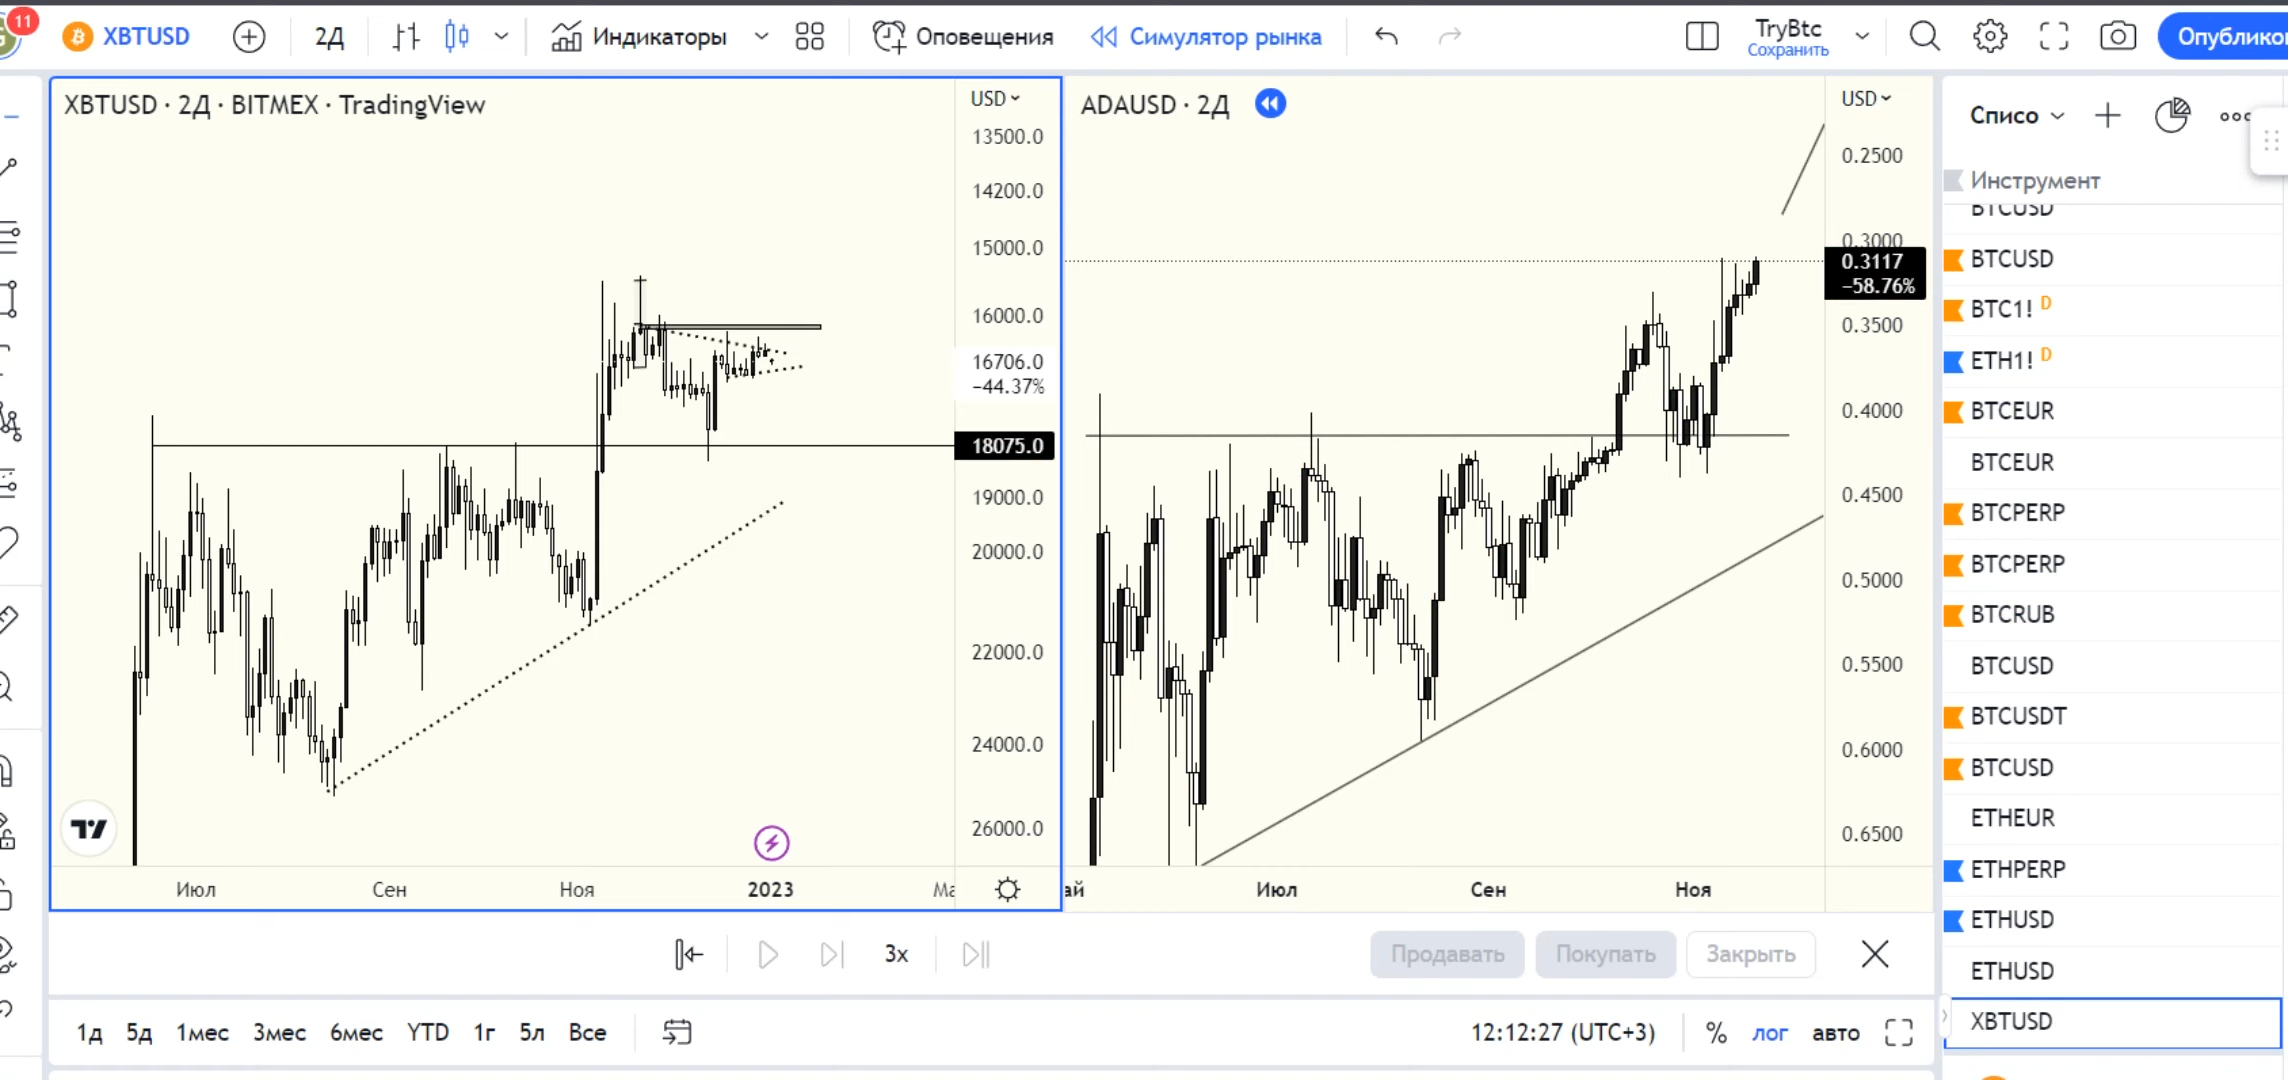 11
XBTUSD
2Д
Индикаторы
Оповещения
Симулятор рынка
TryBtc
Сохранить
XBTUSD · 2Д · BITMEX · TradingView
USD
13500.0
14200.0
15000.0
16000.0
16706.0
−44.37%
18075.0
19000.0
20000.0
22000.0
24000.0
26000.0
Июл
Сен
Ноя
2023
ADAUSD · 2Д
USD
0.2500
0.3000
0.3117
−58.76%
0.3500
0.4000
0.4500
0.5000
0.5500
0.6000
0.6500
Июл
Сен
Ноя
Списо
Инструмент
BTCUSD
BTCUSD
BTC1! D
ETH1! D
BTCEUR
BTCEUR
BTCPERP
BTCPERP
BTCRUB
BTCUSD
BTCUSDT
BTCUSD
ETHEUR
ETHPERP
ETHUSD
ETHUSD
XBTUSD
3x
Продавать
Покупать
Закрыть
1д 5д 1мес 3мес 6мес YTD 1г 5л Все
12:12:27 (UTC+3)
% лог авто